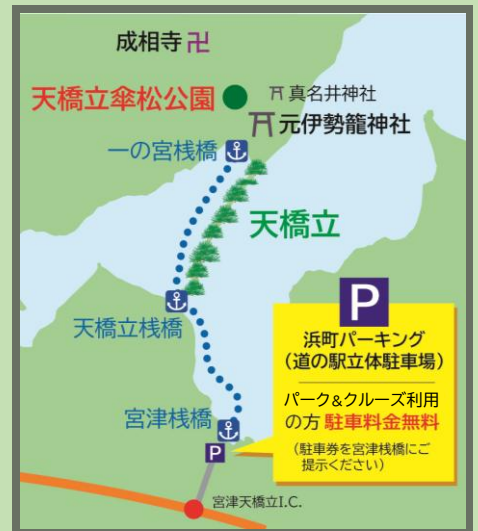 成相寺卍
天橋立傘松公園
真名井神社
元伊勢籠神社
一の宮桟橋
天橋立
天橋立桟橋
P
浜町パーキング
(道の駅立体駐車場)
パーク&クルーズ利用
の方 駐車料金無料
(駐車券を宮津桟橋にご
提示ください)
宮津桟橋
P
宮津天橋立I.C.